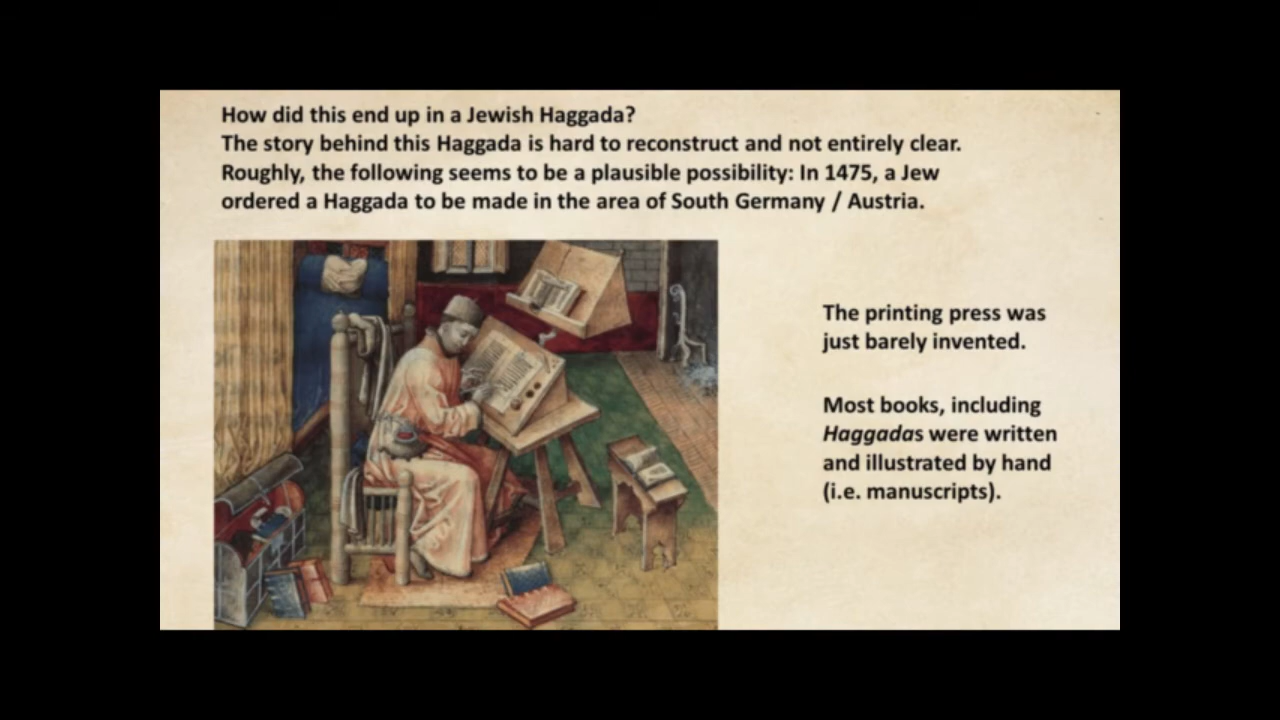 How did this end up in a Jewish Haggada?
The story behind this Haggada is hard to reconstruct and not entirely clear.
Roughly, the following seems to be a plausible possibility: In 1475, a Jew
ordered a Haggada to be made in the area of South Germany / Austria.
The printing press was
just barely invented.
Most books, including
Haggadas were written
and illustrated by hand
(i.e. manuscripts).